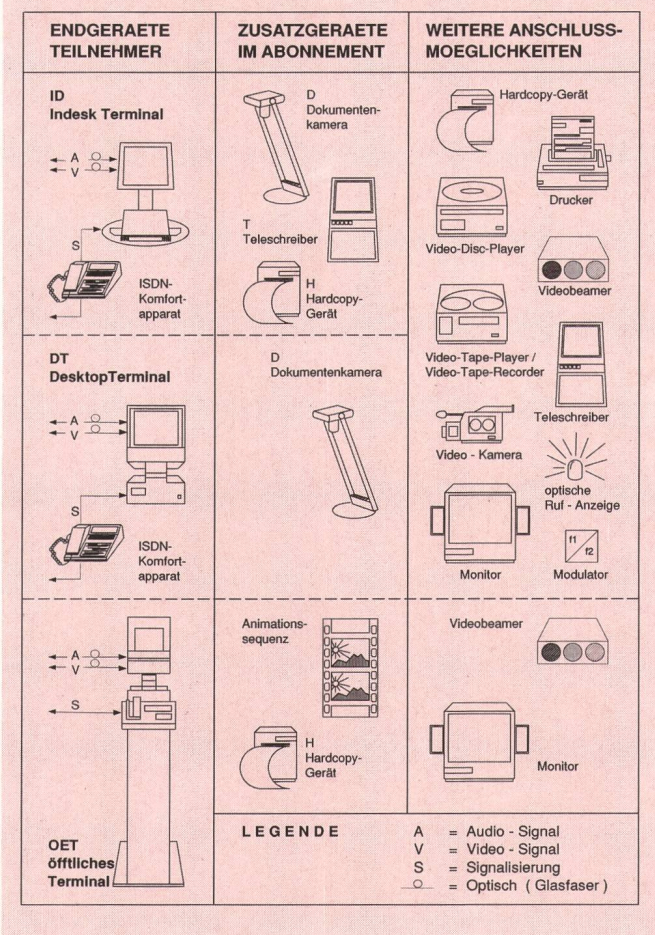 ENDGERAETE
TEILNEHMER
ZUSATZGERAETE
IM ABONNEMENT
WEITERE ANSCHLUSS-
MOEGLICHKEITEN
ID
Indesk Terminal
A
V
S
ISDN-
Komfort-
apparat
D
Dokumenten-
kamera
T
Teleschreiber
H
Hardcopy-
Gerät
Hardcopy-Gerät
Drucker
Video-Disc-Player
Videobeamer
Video-Tape-Player /
Video-Tape-Recorder
Teleschreiber
Video - Kamera
optische
Ruf - Anzeige
Monitor
f1
f2
Modulator
DT
DesktopTerminal
A
V
S
ISDN-
Komfort-
apparat
D
Dokumentenkamera
A
V
S
OET
öfftliches
Terminal
Animations-
sequenz
H
Hardcopy-
Gerät
Videobeamer
Monitor
LEGENDE
A = Audio - Signal
V = Video - Signal
S = Signalisierung
= Optisch ( Glasfaser )